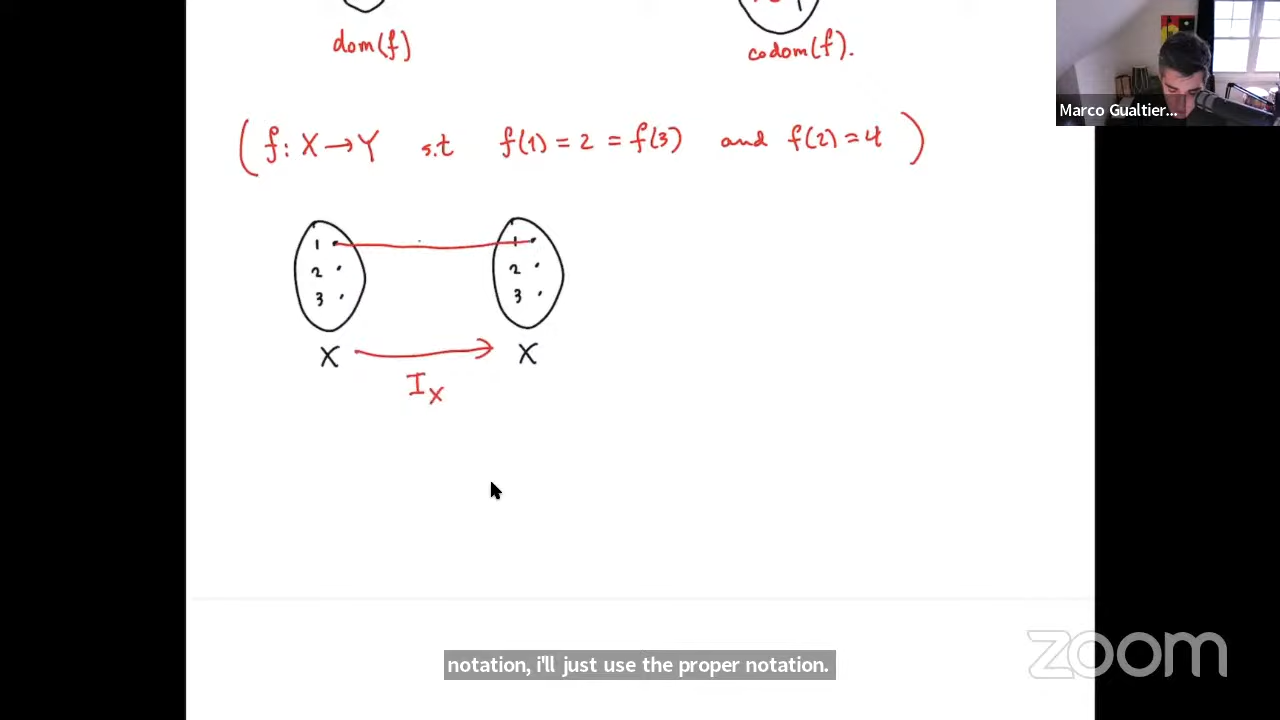 dom(f)
codom(f).
Marco Gualtier...
(f: X→Y s.t f(1) = 2 = f(3) and f(2) = 4)
1 1
2 2
3 3
X → X
I_X
notation, i'll just use the proper notation.
zoom